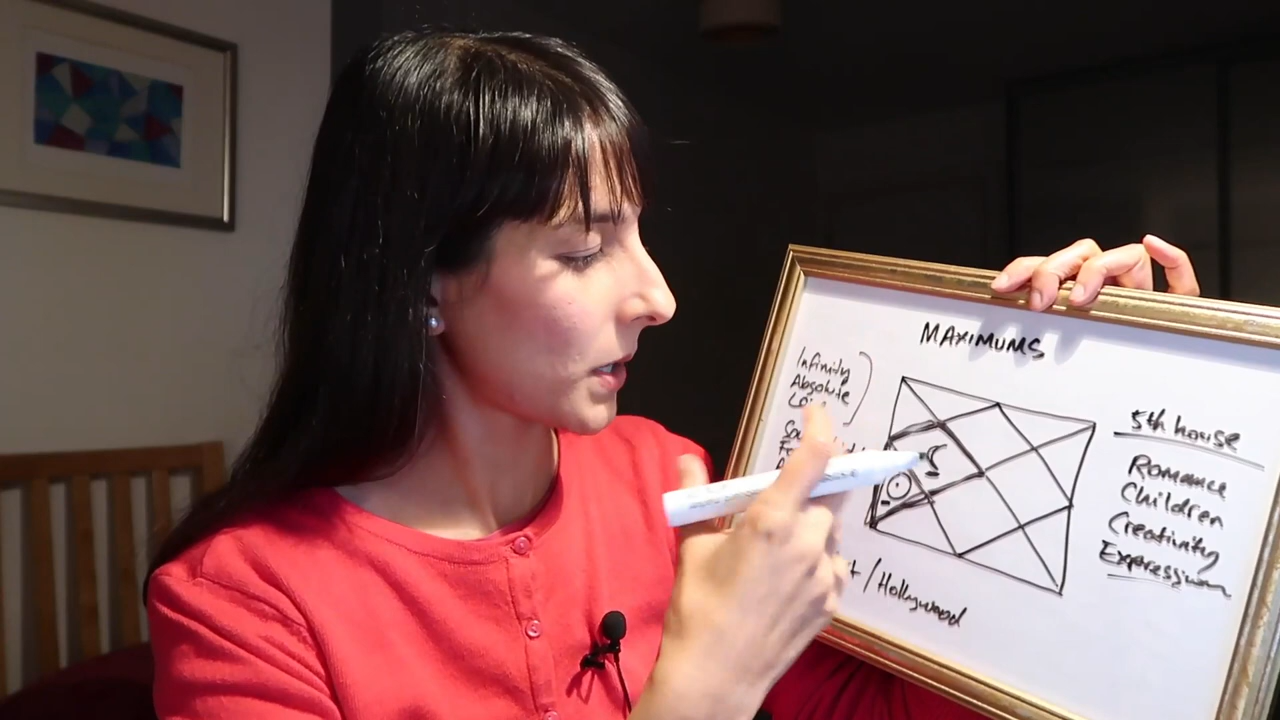 MAXIMUMS
Infinity
Absolute
5th house
Romance
Children
Creativity
Expression
/Hollywood